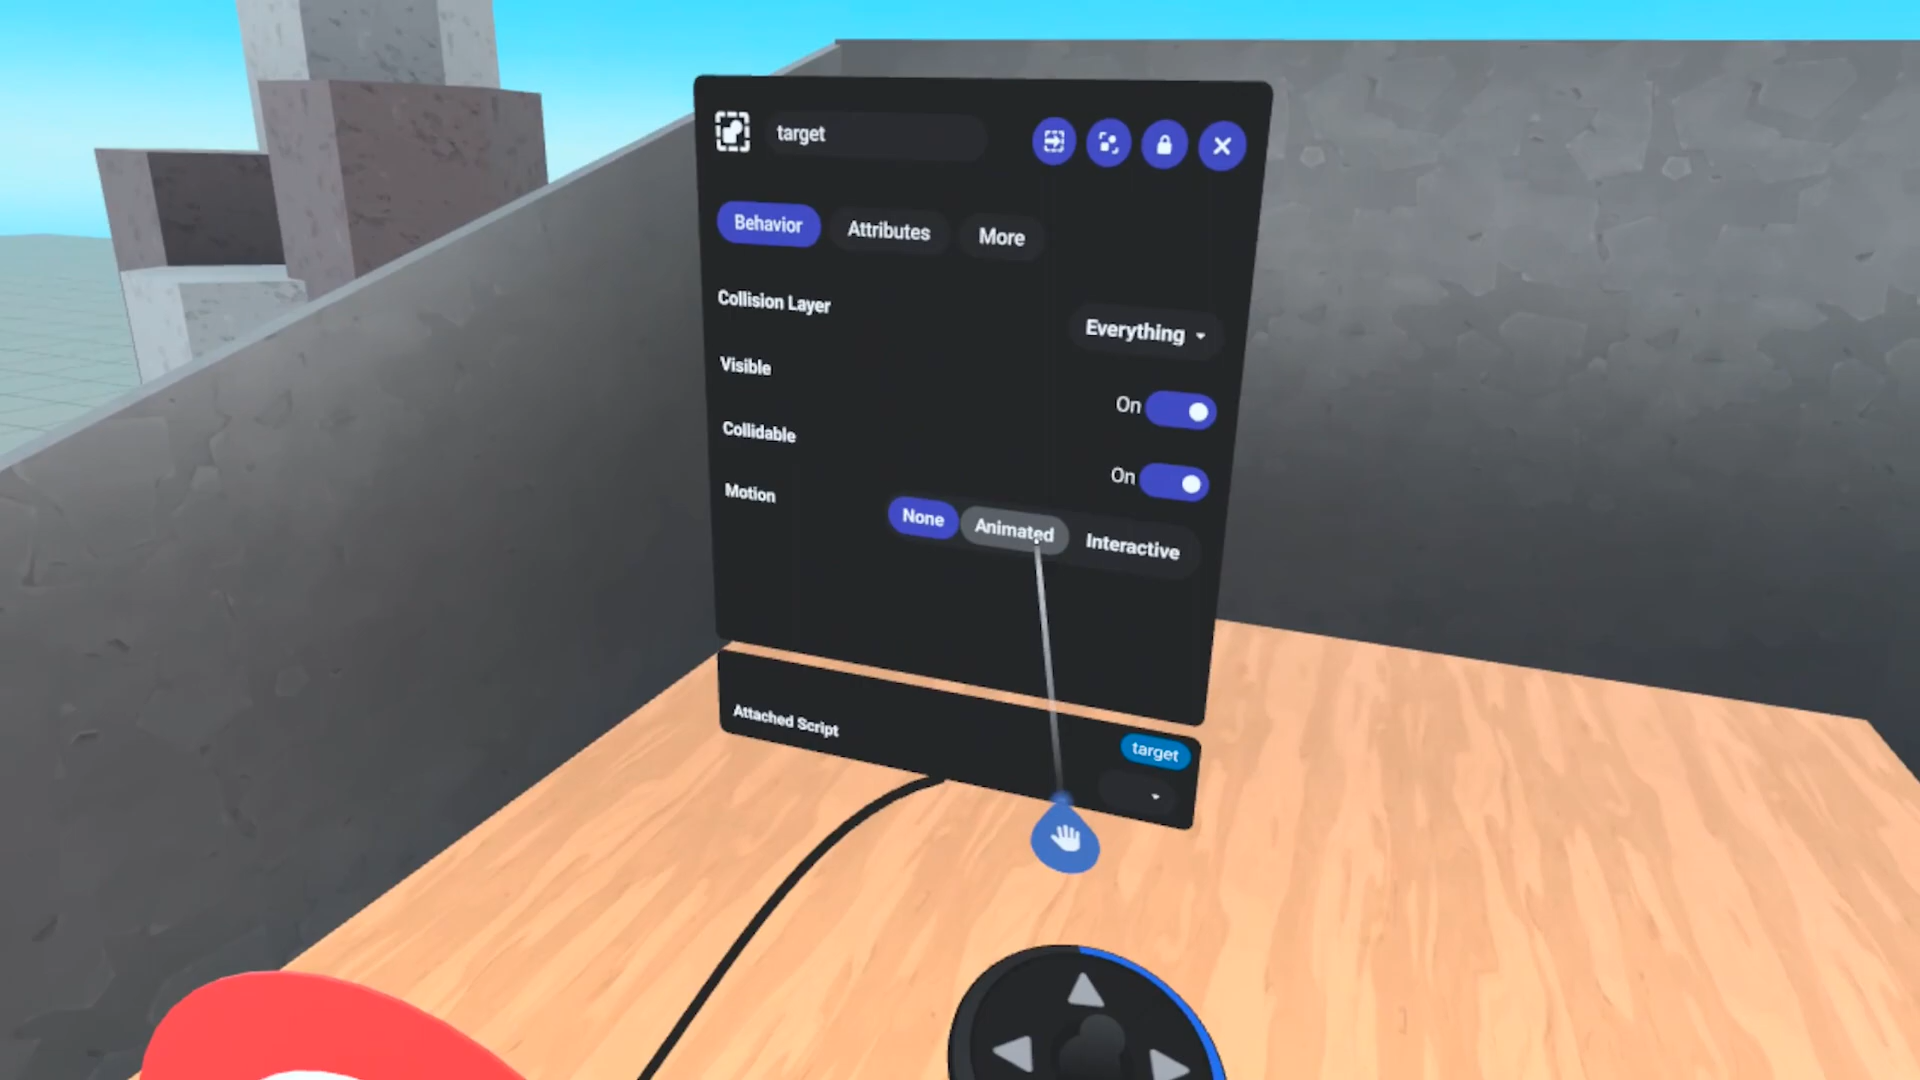 target
Behavior
Attributes
More
Collision Layer
Everything
Visible
On
Collidable
On
Motion
None
Animated
Interactive
Attached Script
target